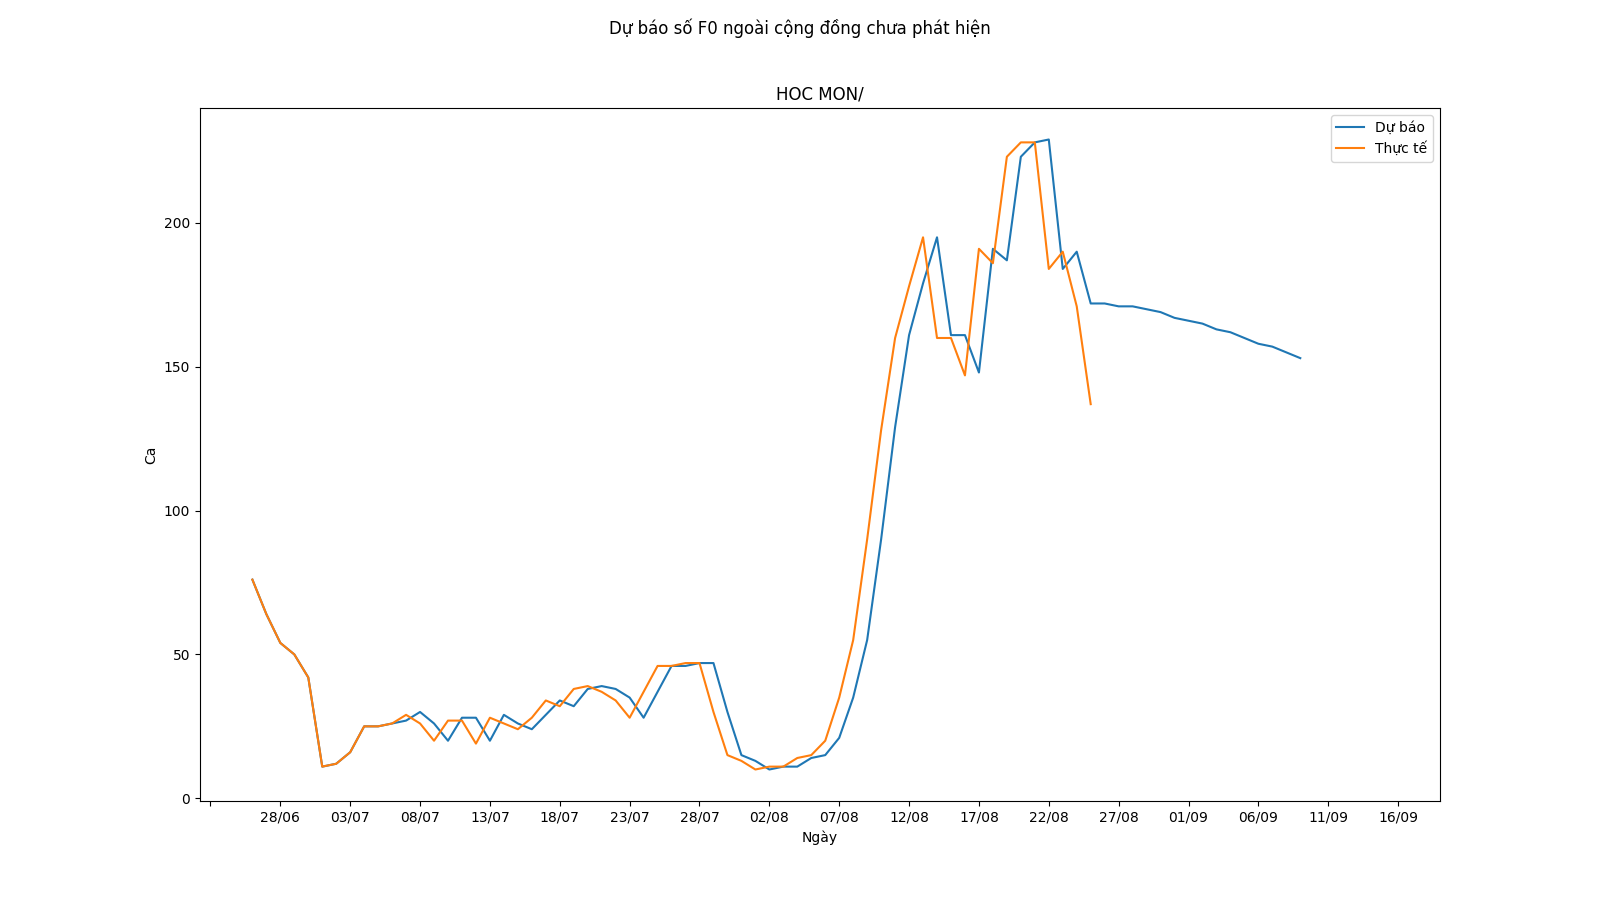 Dự báo số F0 ngoài cộng đồng chưa phát hiện
HOC MON/
Dự báo
Thực tế
200
150
100
50
0
Ca
28/06 03/07 08/07 13/07 18/07 23/07 28/07 02/08 07/08 12/08 17/08 22/08 27/08 01/09 06/09 11/09 16/09
Ngày